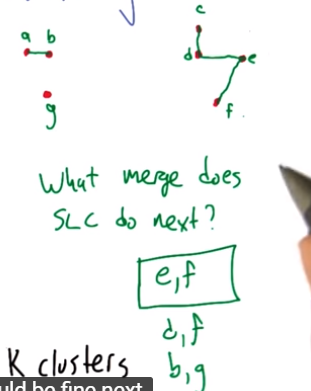 c
a b
d e
g
f
What merge does
SLC do next?
e,f
d,f
K clusters b,g